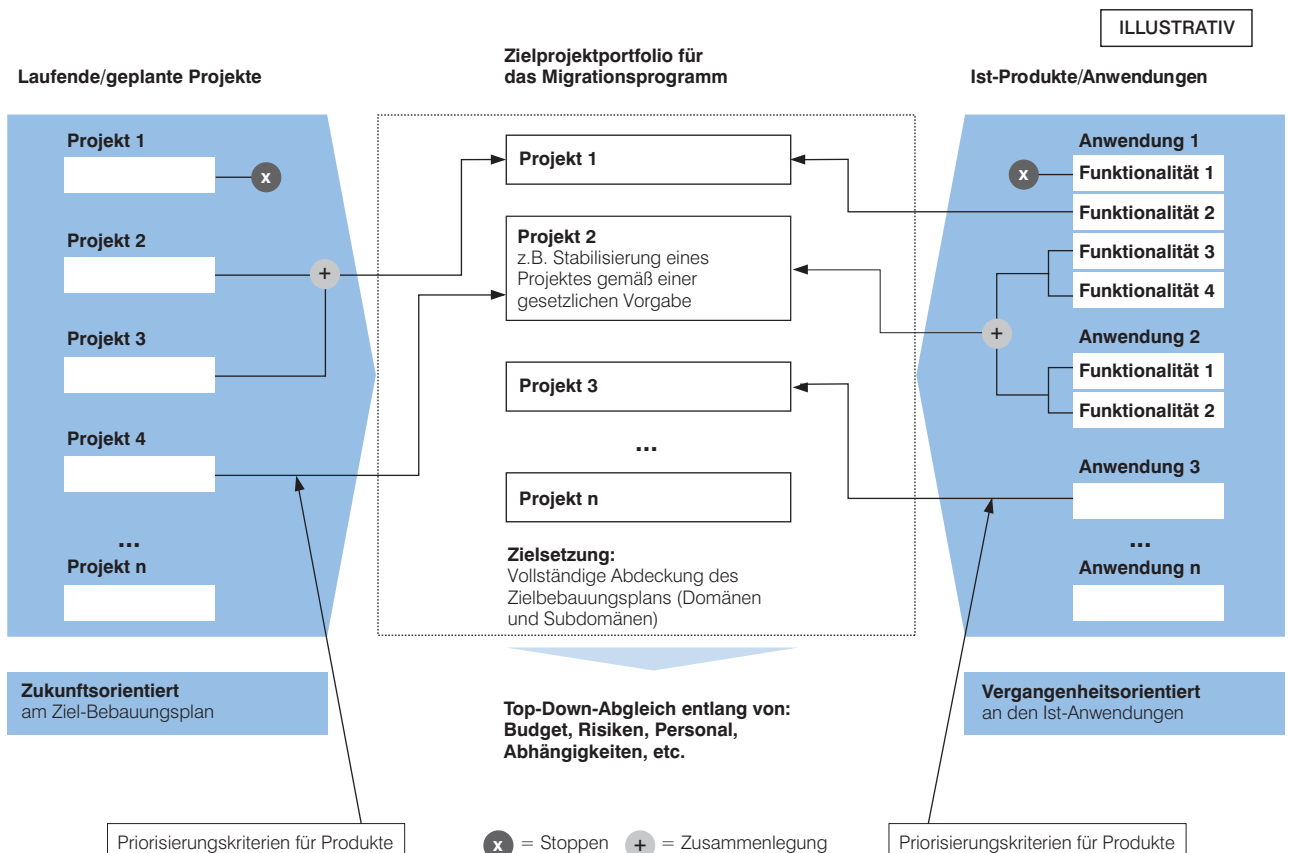 ILLUSTRATIV
Laufende/geplante Projekte
Zielprojektportfolio für
das Migrationsprogramm
Ist-Produkte/Anwendungen
Projekt 1
x
Projekt 2
+
Projekt 3
Projekt 4
...
Projekt n
Projekt 1
Projekt 2
z.B. Stabilisierung eines
Projektes gemäß einer
gesetzlichen Vorgabe
Projekt 3
...
Projekt n
Zielsetzung:
Vollständige Abdeckung des
Zielbebauungsplans (Domänen
und Subdomänen)
Anwendung 1
x
Funktionalität 1
Funktionalität 2
Funktionalität 3
Funktionalität 4
+
Anwendung 2
Funktionalität 1
Funktionalität 2
Anwendung 3
...
Anwendung n
Zukunftsorientiert
am Ziel-Bebauungsplan
Top-Down-Abgleich entlang von:
Budget, Risiken, Personal,
Abhängigkeiten, etc.
Vergangenheitsorientiert
an den Ist-Anwendungen
Priorisierungskriterien für Produkte
x = Stoppen + = Zusammenlegung
Priorisierungskriterien für Produkte